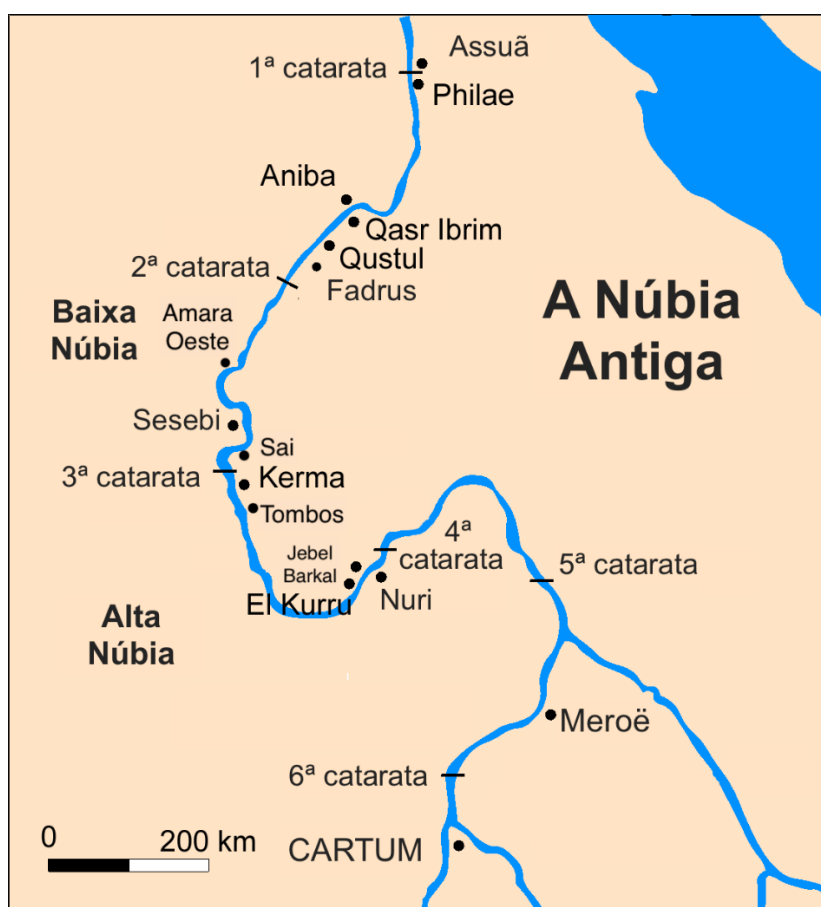 Assuã
1ª catarata
Philae
Aniba
Qasr Ibrim
Qustul
2ª catarata
Fadrus
A Núbia
Antiga
Baixa
Núbia
Amara
Oeste
Sesebi
Sai
3ª catarata
Kerma
Tombos
4ª
catarata
Jebel
Barkal
5ª catarata
El Kurru
Nuri
Alta
Núbia
Meroë
6ª catarata
0
200 km
CARTUM